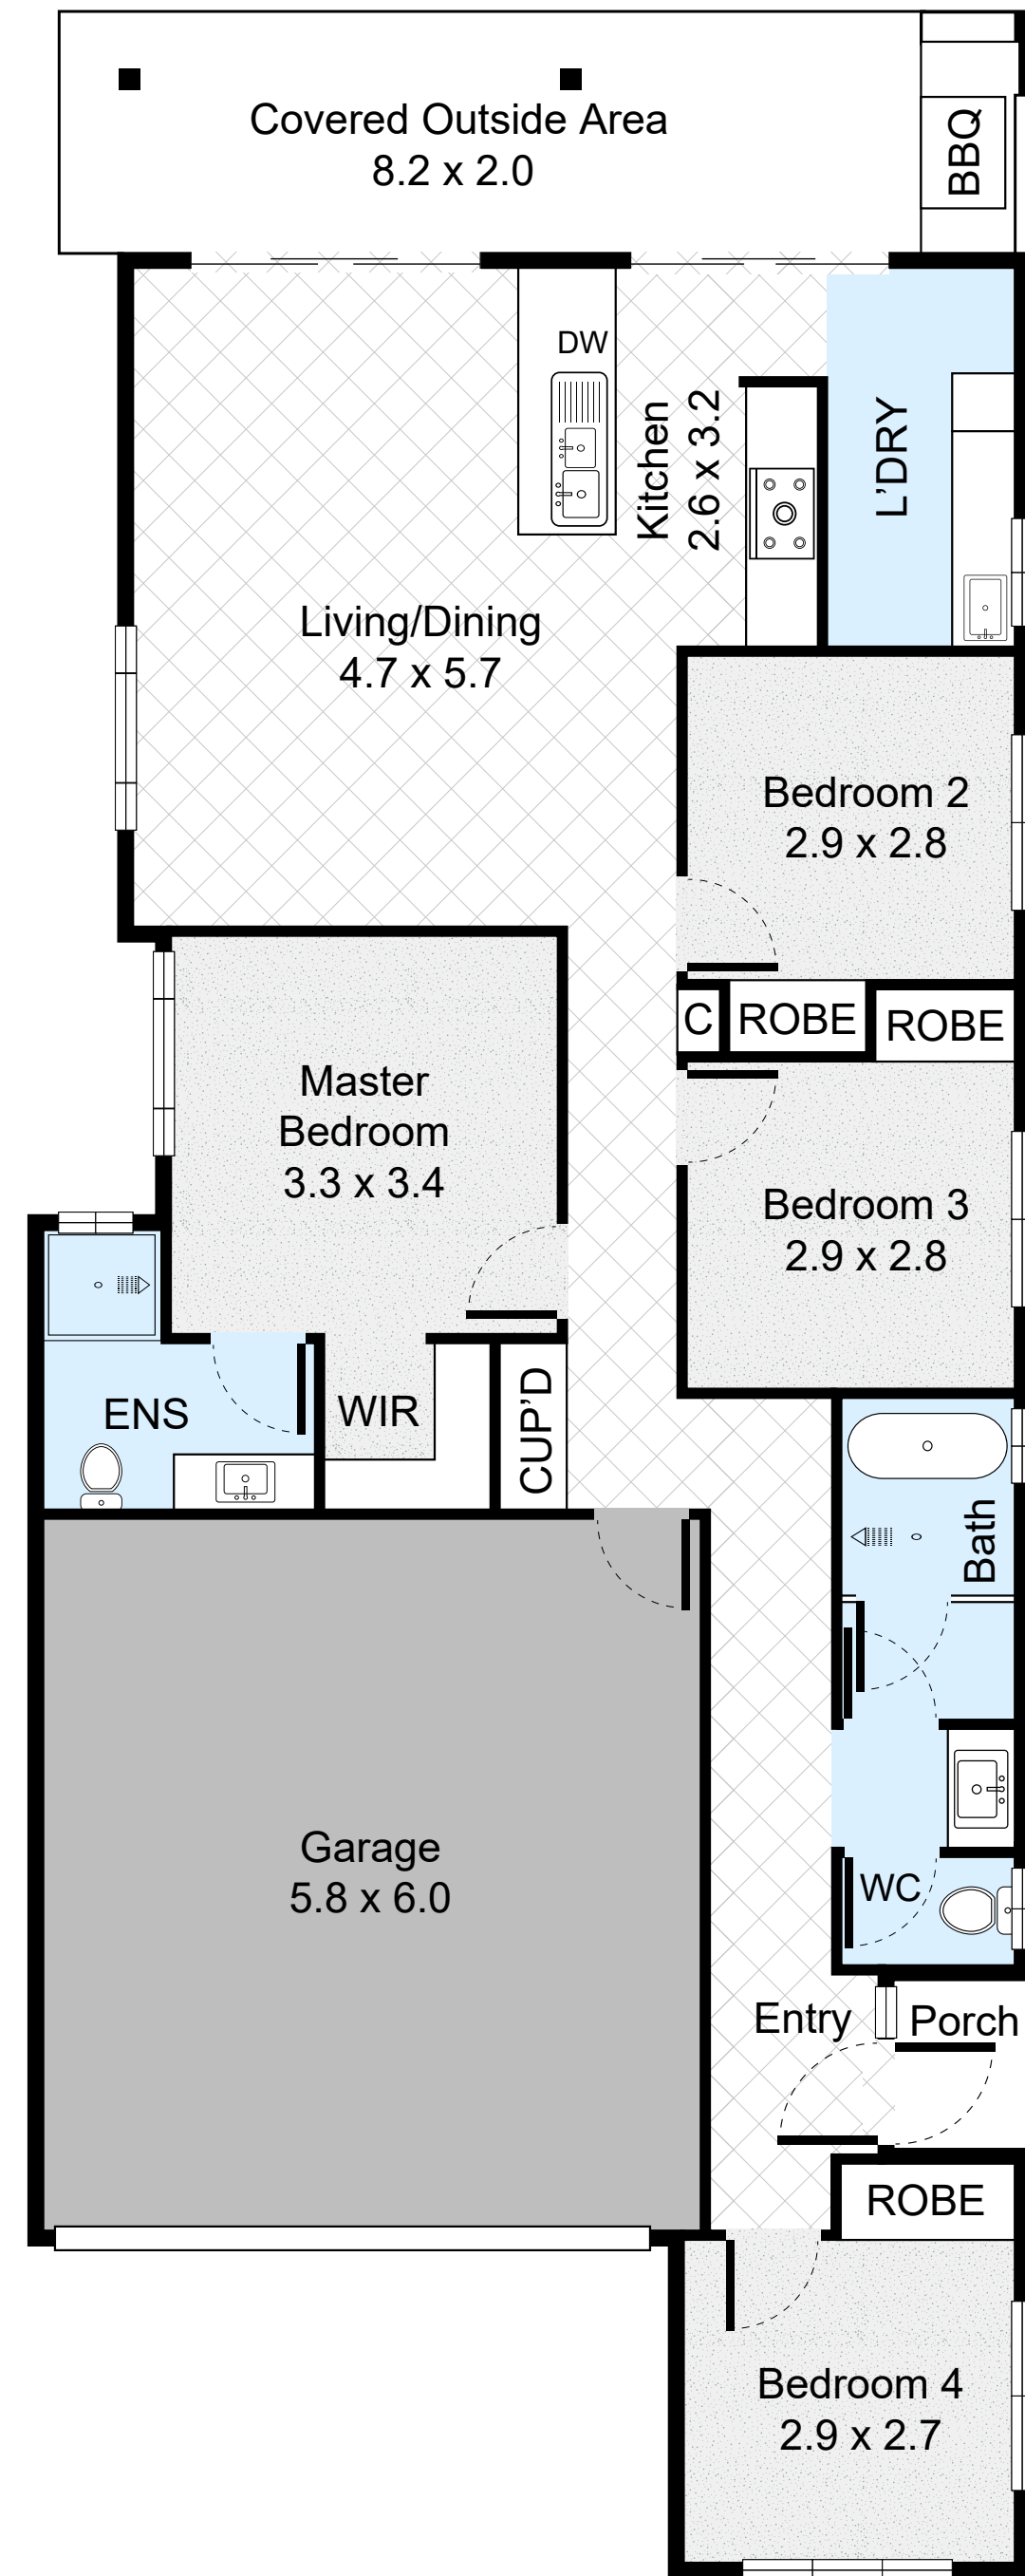 Covered Outside Area
8.2 x 2.0
BBQ
DW
Kitchen
2.6 x 3.2
L'DRY
Living/Dining
4.7 x 5.7
Bedroom 2
2.9 x 2.8
C
ROBE
ROBE
Master
Bedroom
3.3 x 3.4
Bedroom 3
2.9 x 2.8
ENS
WIR
CUP'D
Bath
Garage
5.8 x 6.0
WC
Entry
Porch
ROBE
Bedroom 4
2.9 x 2.7